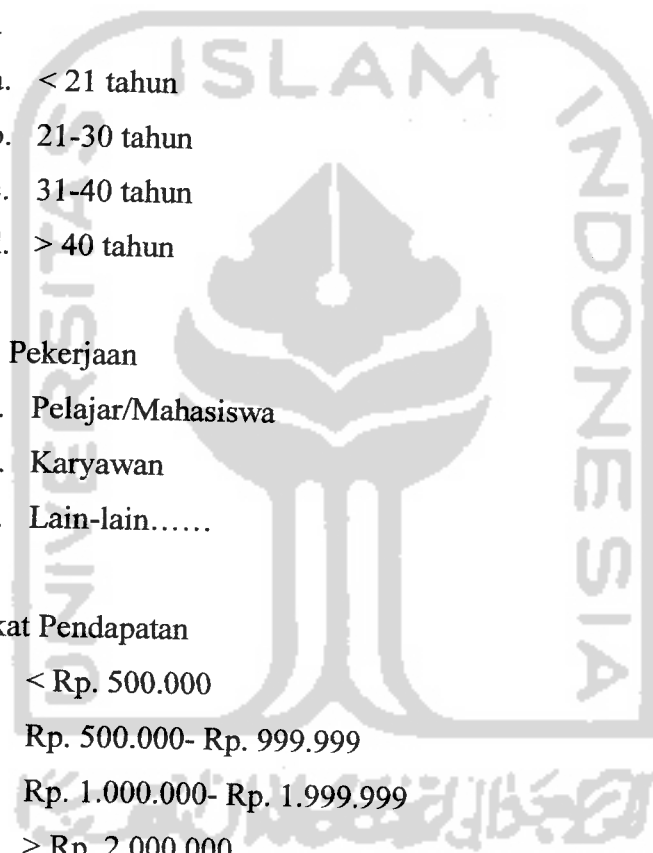 < 21 tahun
21-30 tahun
31-40 tahun
> 40 tahun
Pekerjaan
Pelajar/Mahasiswa
Karyawan
Lain-lain......
Pendapatan
< Rp. 500.000
Rp. 500.000- Rp. 999.999
Rp. 1.000.000- Rp. 1.999.999
> Rp. 2.000.000
UNIVERSITAS
ISLAM
INDONESIA